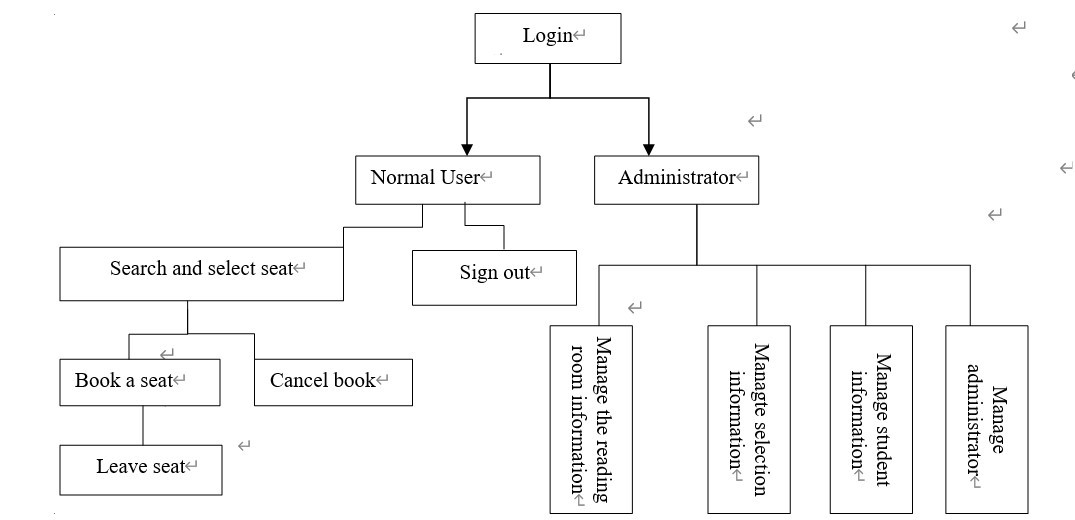 Login↵
Normal User↵
Administrator↵
Search and select seat↵
Sign out↵
Book a seat↵
Cancel book↵
Leave seat↵
Manage the reading
room information↵
Managte selection
information↵
Manage student
information↵
Manage
administrator↵